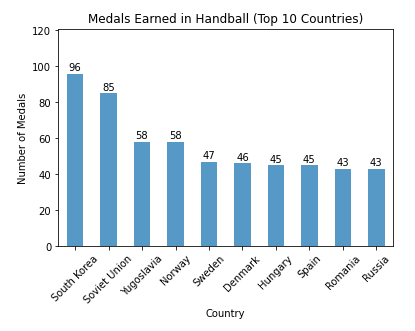 Medals Earned in Handball (Top 10 Countries)
Number of Medals
120
100
80
60
40
20
0
96
85
58
58
47
46
45
45
43
43
South Korea
Soviet Union
Yugoslavia
Norway
Sweden
Denmark
Hungary
Spain
Romania
Russia
Country